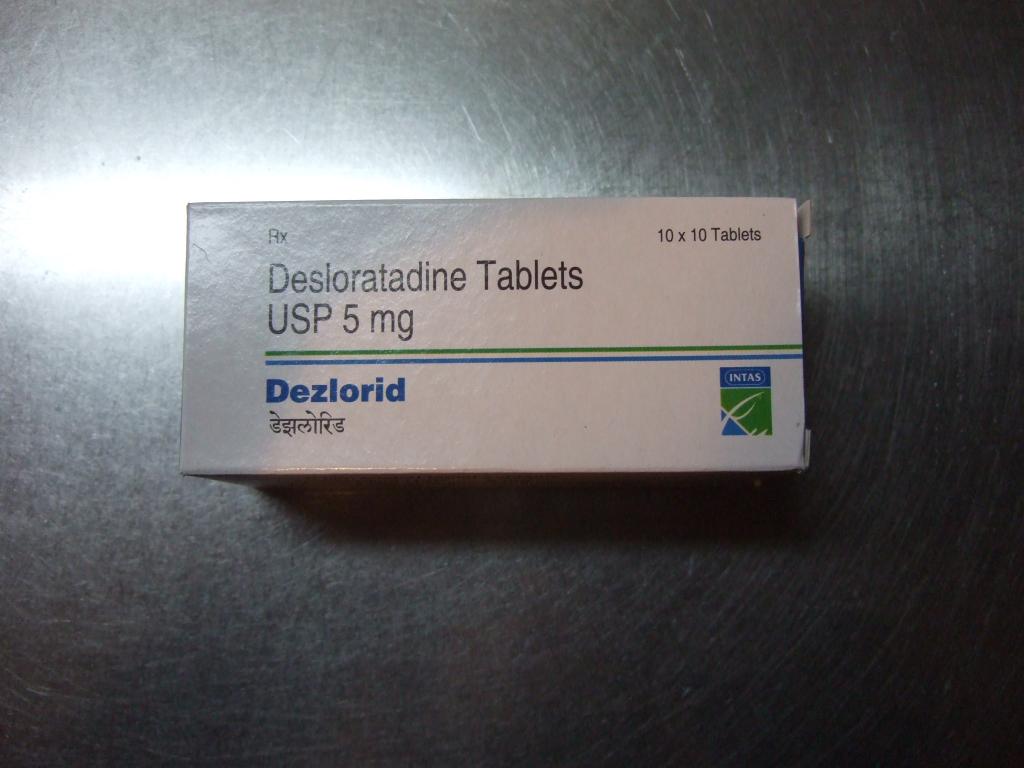 Rx
10 x 10 Tablets
Desloratadine Tablets
USP 5 mg
Dezlorid
डेझलोरिड
INTAS